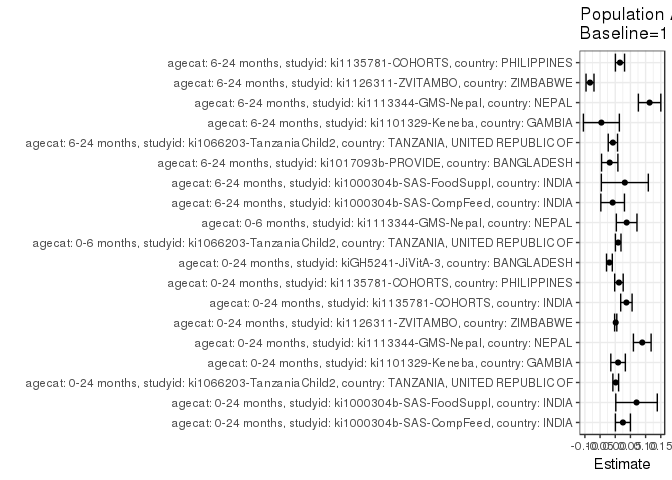 Population
Baseline=1
agecat: 6-24 months, studyid: ki1135781-COHORTS, country: PHILIPPINES
agecat: 6-24 months, studyid: ki1126311-ZVITAMBO, country: ZIMBABWE
agecat: 6-24 months, studyid: ki1113344-GMS-Nepal, country: NEPAL
agecat: 6-24 months, studyid: ki1101329-Keneba, country: GAMBIA
agecat: 6-24 months, studyid: ki1066203-TanzaniaChild2, country: TANZANIA, UNITED REPUBLIC OF
agecat: 6-24 months, studyid: ki1017093b-PROVIDE, country: BANGLADESH
agecat: 6-24 months, studyid: ki1000304b-SAS-FoodSuppl, country: INDIA
agecat: 6-24 months, studyid: ki1000304b-SAS-CompFeed, country: INDIA
agecat: 0-6 months, studyid: ki1113344-GMS-Nepal, country: NEPAL
agecat: 0-6 months, studyid: ki1066203-TanzaniaChild2, country: TANZANIA, UNITED REPUBLIC OF
agecat: 0-24 months, studyid: kiGH5241-JiVitA-3, country: BANGLADESH
agecat: 0-24 months, studyid: ki1135781-COHORTS, country: PHILIPPINES
agecat: 0-24 months, studyid: ki1135781-COHORTS, country: INDIA
agecat: 0-24 months, studyid: ki1126311-ZVITAMBO, country: ZIMBABWE
agecat: 0-24 months, studyid: ki1113344-GMS-Nepal, country: NEPAL
agecat: 0-24 months, studyid: ki1101329-Keneba, country: GAMBIA
agecat: 0-24 months, studyid: ki1066203-TanzaniaChild2, country: TANZANIA, UNITED REPUBLIC OF
agecat: 0-24 months, studyid: ki1000304b-SAS-FoodSuppl, country: INDIA
agecat: 0-24 months, studyid: ki1000304b-SAS-CompFeed, country: INDIA
-0.10 -0.05 0.00 0.05 0.10 0.15
Estimate